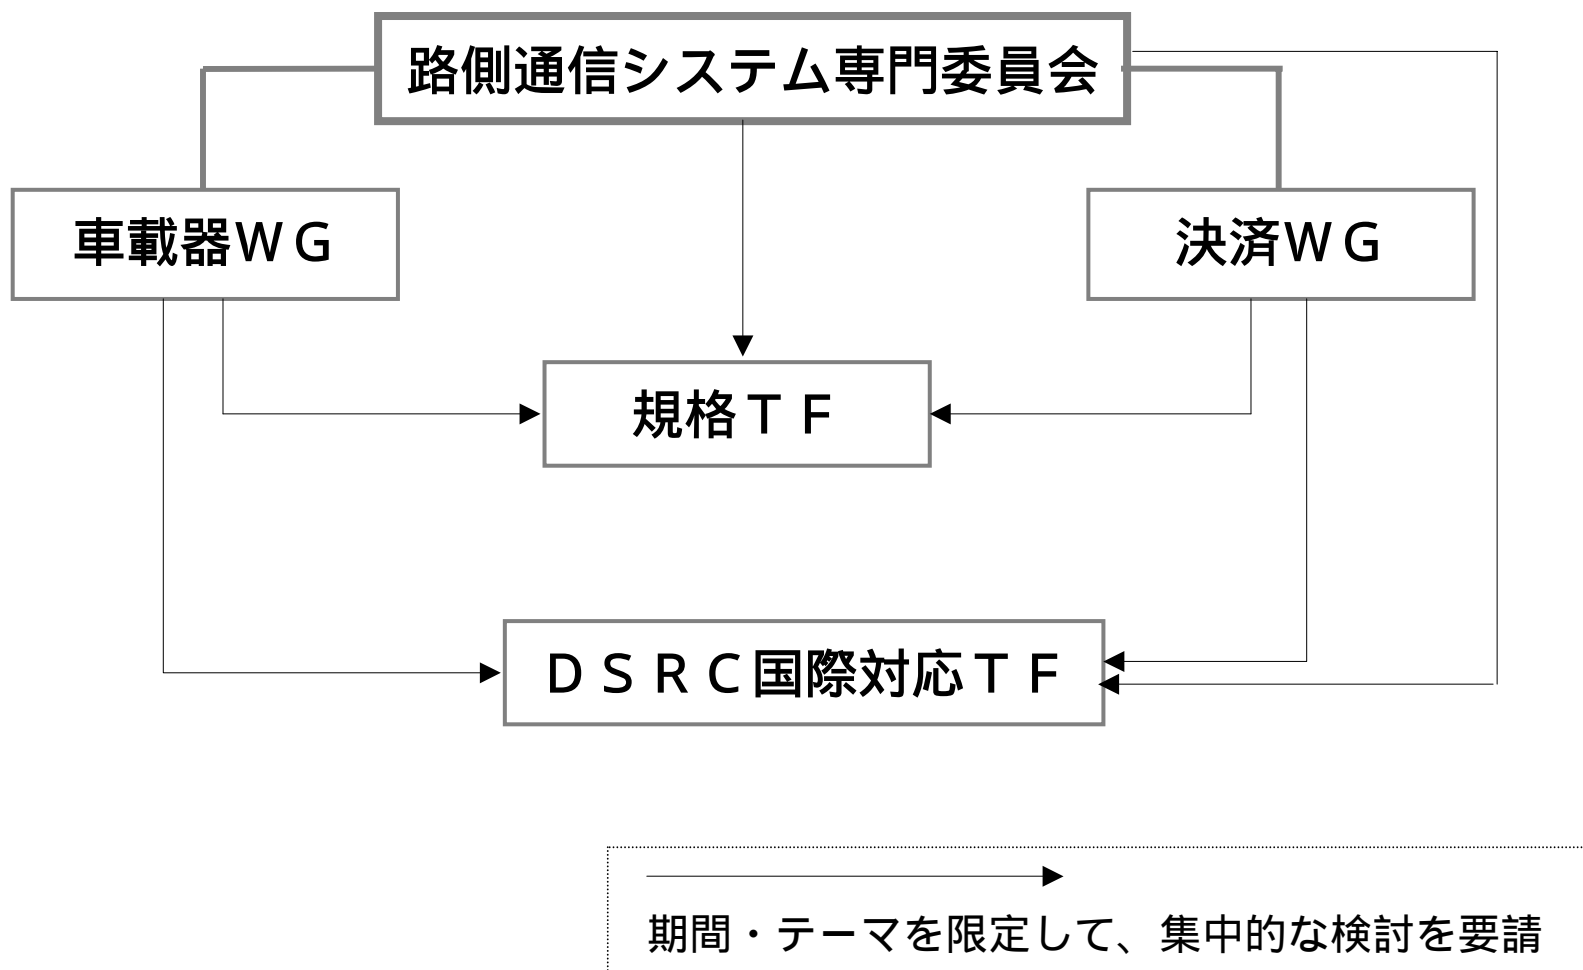 路側通信システム専門委員会
車載器ＷＧ
決済ＷＧ
規格ＴＦ
ＤＳＲＣ国際対応ＴＦ
期間・テーマを限定して、集中的な検討を要請